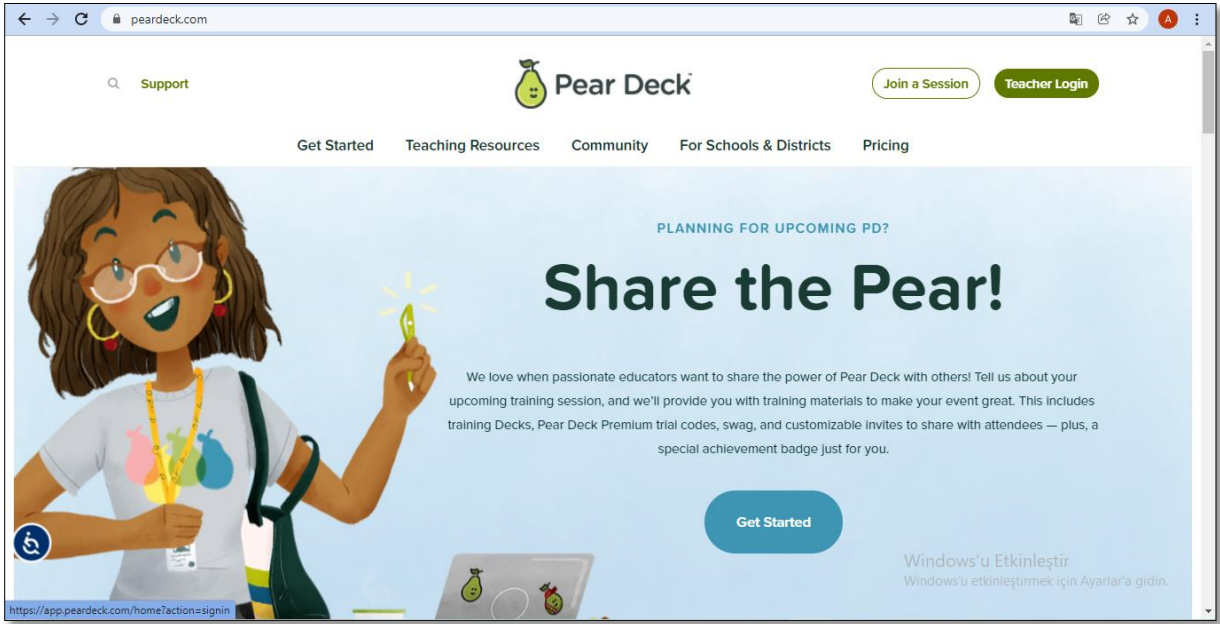 peardeck.com
A
Support
Pear Deck
Join a Session
Teacher Login
Get Started
Teaching Resources
Community
For Schools & Districts
Pricing
PLANNING FOR UPCOMING PD?
Share the Pear!
We love when passionate educators want to share the power of Pear Deck with others! Tell us about your
upcoming training session, and we'll provide you with training materials to make your event great. This includes
training Decks, Pear Deck Premium trial codes, swag, and customizable invites to share with attendees — plus, a
special achievement badge just for you.
Get Started
Windows'u Etkinleştir
Windows'u etkinleştirmek için Ayarlar'a gidin.
https://app.peardeck.com/home?action=signin